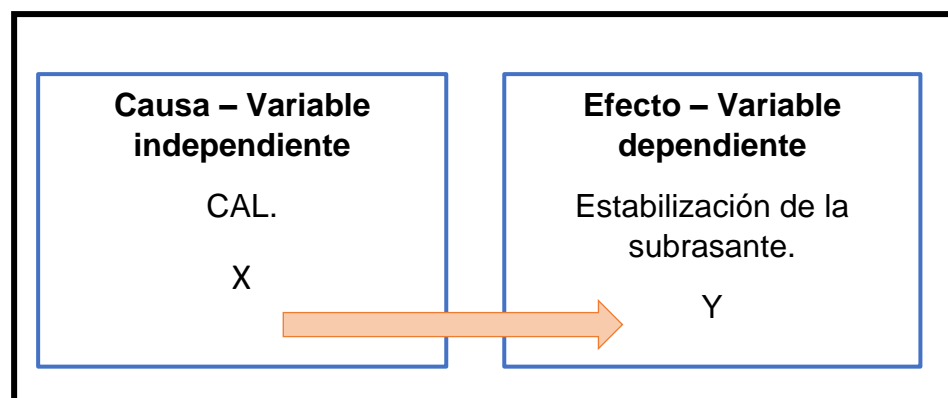 Causa – Variable
independiente
CAL.
X
Efecto – Variable
dependiente
Estabilización de la
subrasante.
Y